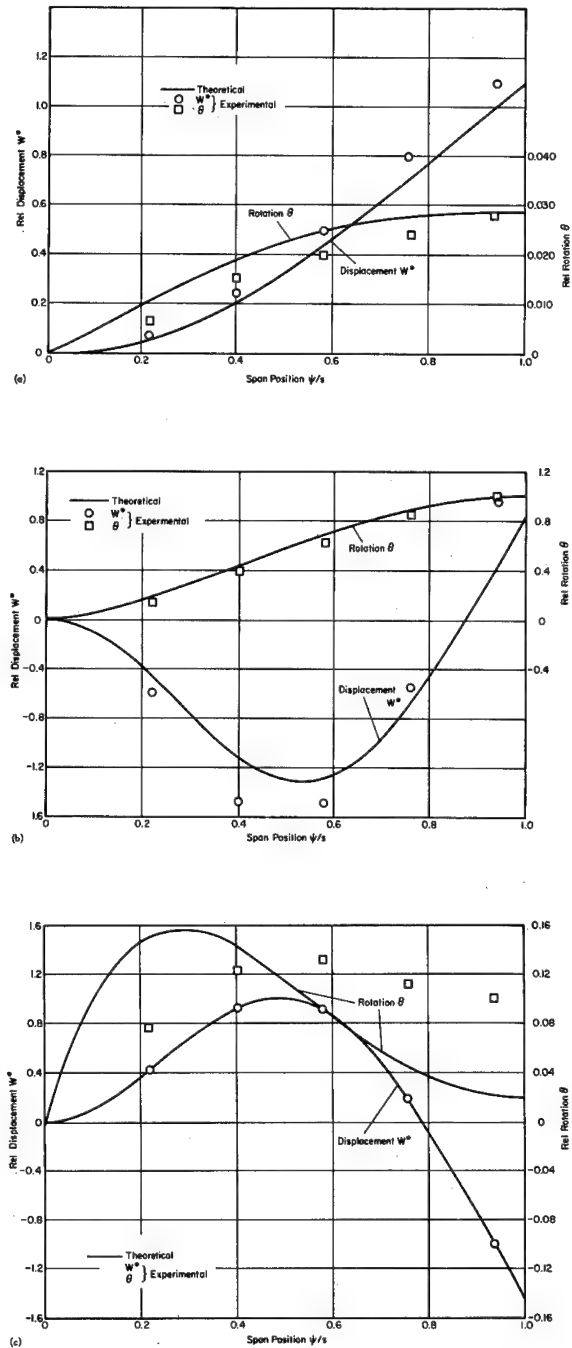 1.2
1.0
0.8
0.6
0.4
0.2
0
Rel Displacement W*
Theoretical
W*
θ
} Experimental
Rotation θ
Displacement W*
0.040
0.030
0.020
0.010
0
Rel Rotation θ
0 0.2 0.4 0.6 0.8 1.0
(a)
Span Position ψ/s
1.2
0.8
0.4
0
-0.4
-0.8
-1.2
1.6
Rel Displacement W*
Theoretical
W*
θ
} Expermental
Rotation θ
Displacement
W*
1.2
0.8
0.4
0
-0.4
Rel Rotation θ
0 0.2 0.4 0.6 0.8 1.0
(b)
Span Position ψ/s
1.6
1.2
0.8
0.4
0
-0.4
-0.8
-1.2
-1.6
Rel Displacement W*
Rotation θ
Displacement W*
Theoretical
W*
θ
} Experimental
0.16
0.12
0.08
0.04
0
-0.04
-0.08
-0.12
-0.16
Rel Rotation θ
0 0.2 0.4 0.6 0.8 1.0
(c)
Span Position ψ/s